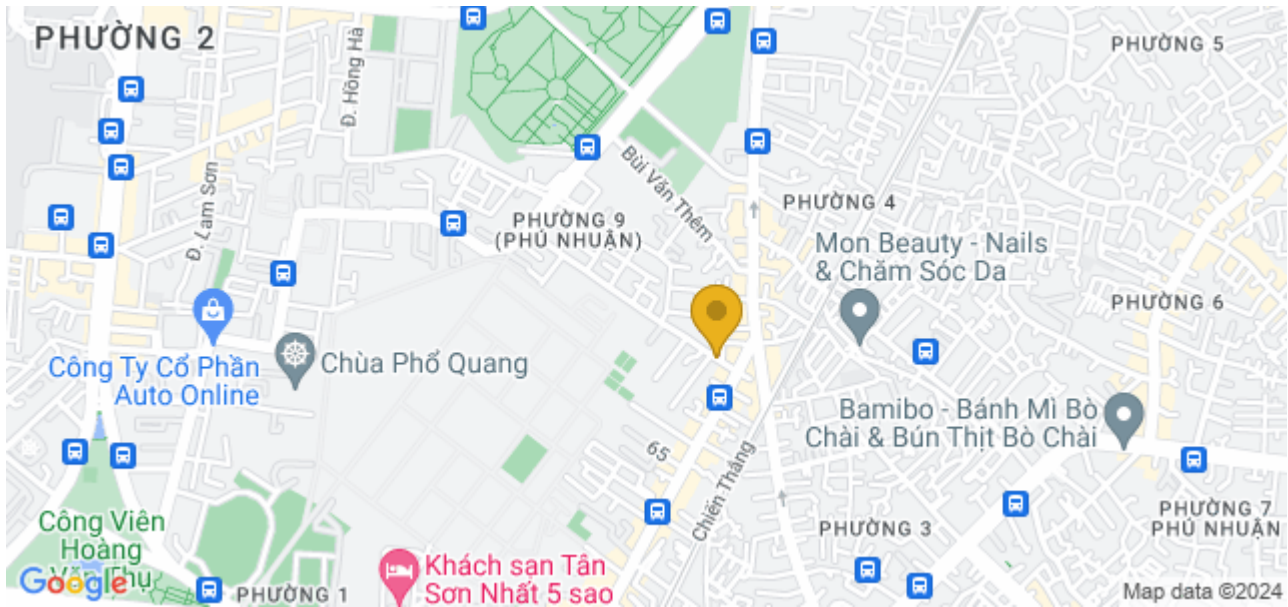 PHƯỜNG 2
Đ. Hồng Hà
PHƯỜNG 5
Bùi Văn Thêm
Đ. Lam Sơn
PHƯỜNG 4
PHƯỜNG 9
(PHÚ NHUẬN)
Mon Beauty - Nails
& Chăm Sóc Da
PHƯỜNG 6
Công Ty Cổ Phần
Auto Online
Chùa Phổ Quang
Bamibo - Bánh Mì Bò
Chài & Bún Thịt Bò Chài
65
Chiến Thắng
Công Viên
Hoàng
Văn Thụ
PHƯỜNG 3
PHƯỜNG 7
PHÚ NHUẬN
Khách sạn Tân
Sơn Nhất 5 sao
PHƯỜNG 1
Google
Map data ©2024